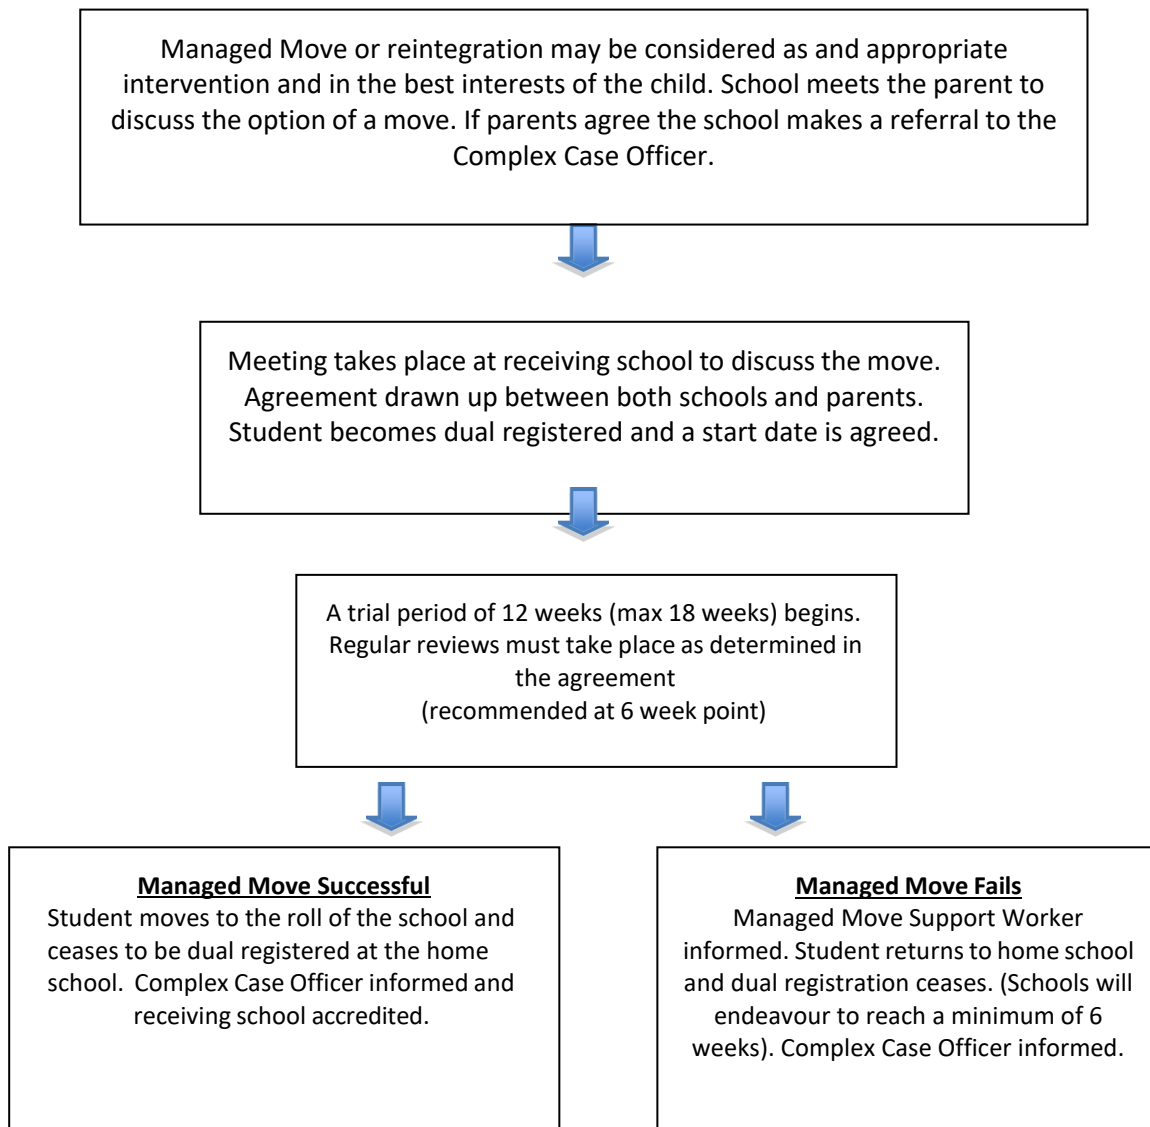 Managed Move or reintegration may be considered as and appropriate
intervention and in the best interests of the child. School meets the parent to
discuss the option of a move. If parents agree the school makes a referral to the
Complex Case Officer.
Meeting takes place at receiving school to discuss the move.
Agreement drawn up between both schools and parents.
Student becomes dual registered and a start date is agreed.
A trial period of 12 weeks (max 18 weeks) begins.
Regular reviews must take place as determined in
the agreement
(recommended at 6 week point)
Managed Move Successful
Student moves to the roll of the school and
ceases to be dual registered at the home
school. Complex Case Officer informed and
receiving school accredited.
Managed Move Fails
Managed Move Support Worker
informed. Student returns to home school
and dual registration ceases. (Schools will
endeavour to reach a minimum of 6
weeks). Complex Case Officer informed.